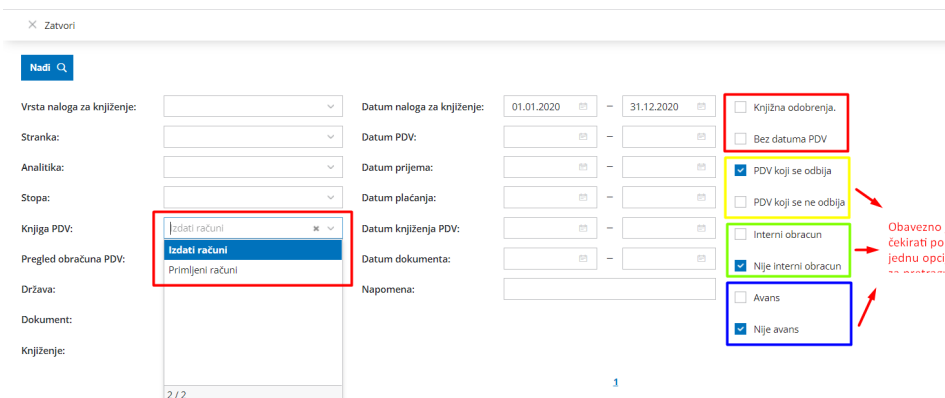 Zatvori
Nađi
Vrsta naloga za knjiženje:
Datum naloga za knjiženje: 01.01.2020 – 31.12.2020
Knjižna odobrenja.
Stranka:
Datum PDV: –
Bez datuma PDV
Analitika:
Datum prijema: –
PDV koji se odbija
Stopa:
Datum plaćanja: –
PDV koji se ne odbija
Knjiga PDV: Izdati računi
Datum knjiženja PDV: –
Interni obracun
Izdati računi
Primljeni računi
Pregled obračuna PDV:
Datum dokumenta: –
Nije interni obracun
Obavezno
čekirati po
jednu opci
za pretragu
Država:
Napomena:
Avans
Dokument:
Nije avans
Knjiženje:
2 / 2
1